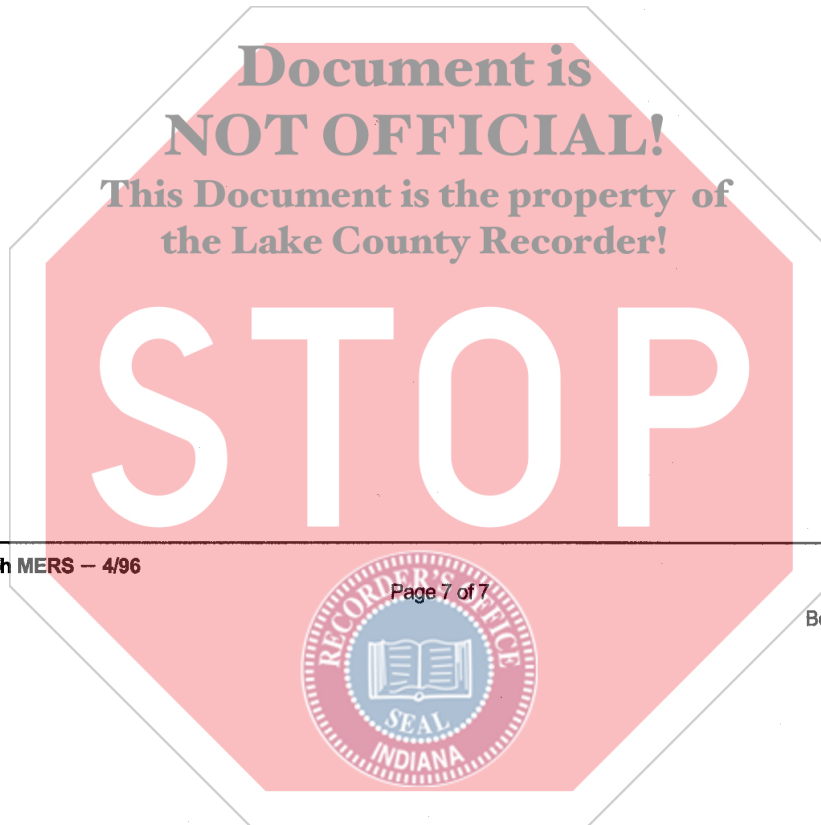 Document is
NOT OFFICIAL!
This Document is the property of
the Lake County Recorder!
STOP
h MERS — 4/96
Page 7 of 7
RECORDER'S OFFICE
SEAL
INDIANA